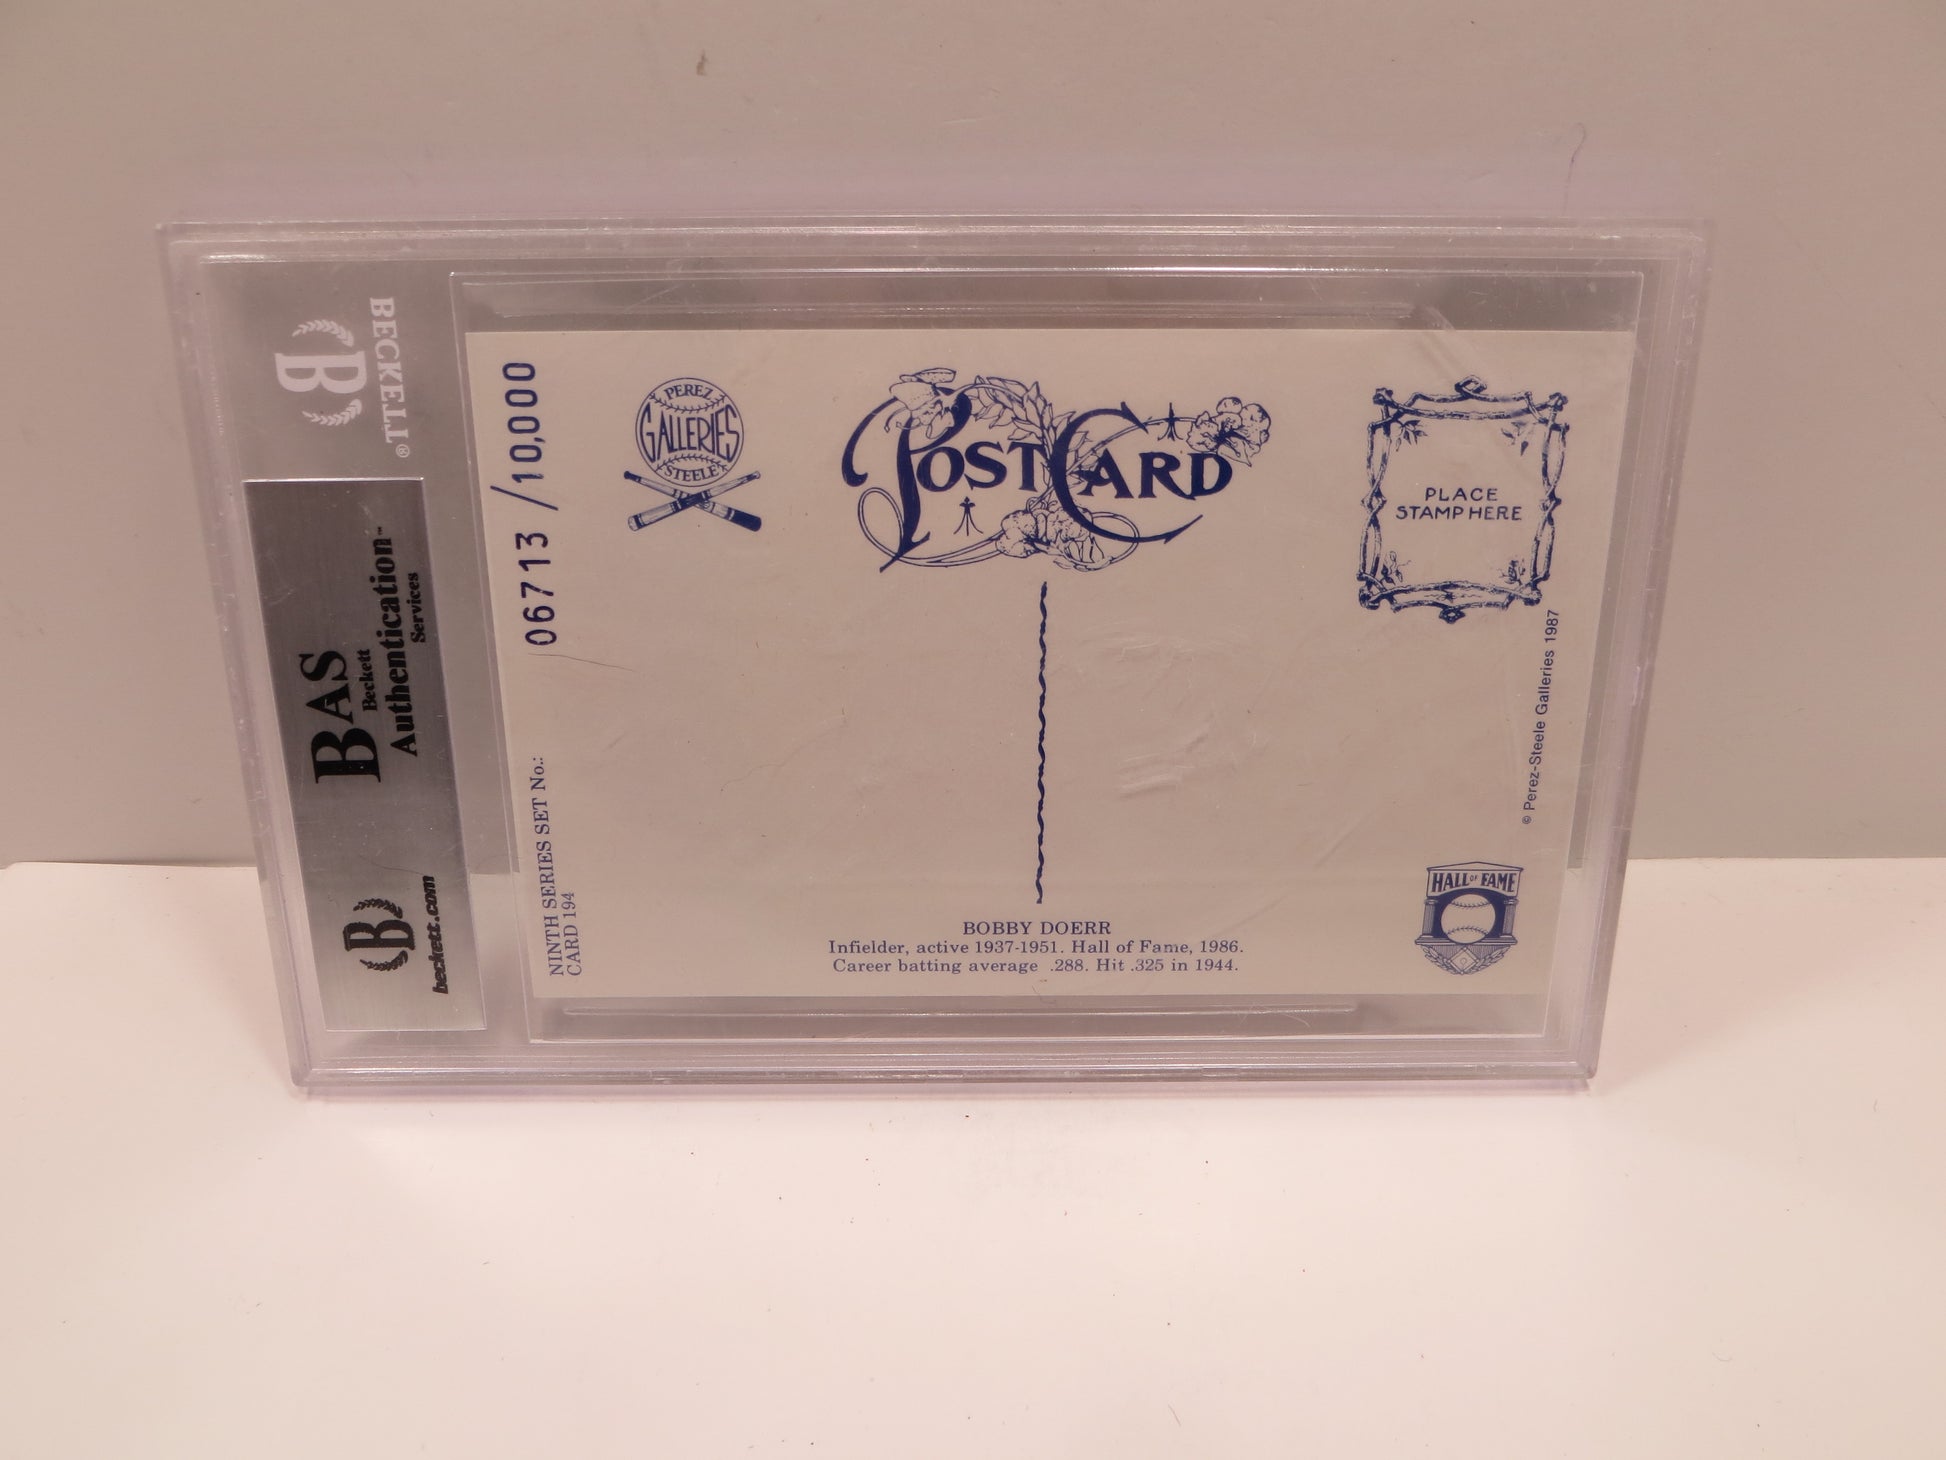 BECKETT®
B
BAS
Beckett
Authentication™
Services
B
beckett.com
06713 /10,000
NINTH SERIES SET No.:
CARD 194
PEREZ
GALLERIES
STEELE
POSTCARD
PLACE
STAMP HERE
© Perez-Steele Galleries 1987
BOBBY DOERR
Infielder, active 1937-1951. Hall of Fame, 1986.
Career batting average .288. Hit .325 in 1944.
HALL OF FAME